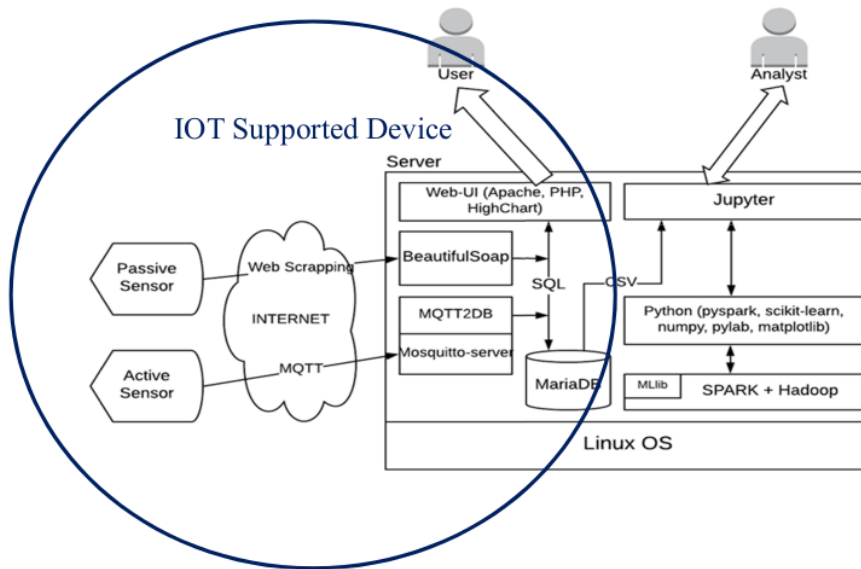 User
Analyst
IOT Supported Device
Server
Web-UI (Apache, PHP,
HighChart)
Jupyter
Passive
Sensor
Web Scrapping
BeautifulSoap
INTERNET
SQL
CSV
MQTT2DB
Mosquitto-server
Python (pyspark, scikit-learn,
numpy, pylab, matplotlib)
Active
Sensor
MQTT
MariaDB
MLlib
SPARK + Hadoop
Linux OS